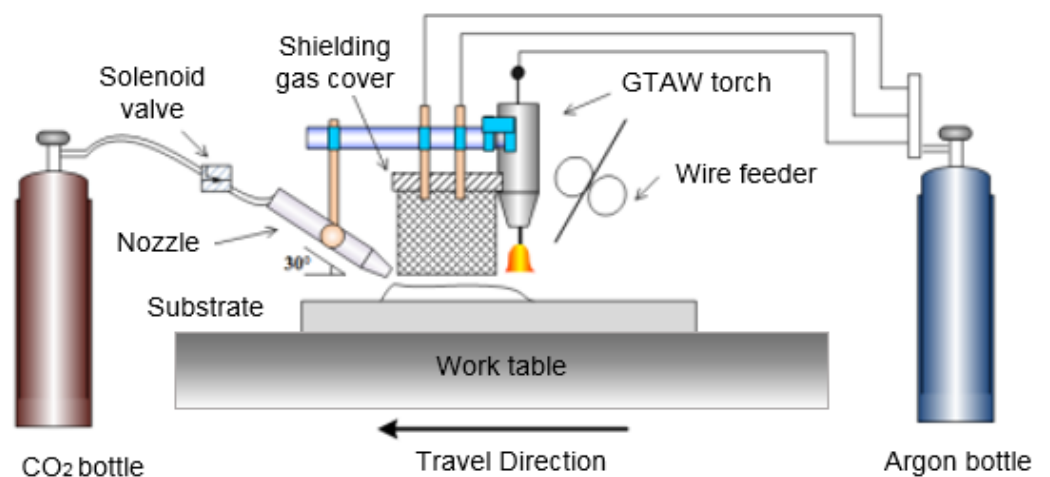 Shielding
gas cover
Solenoid
valve
GTAW torch
Wire feeder
Nozzle
30°
Substrate
Work table
CO₂ bottle
Travel Direction
Argon bottle